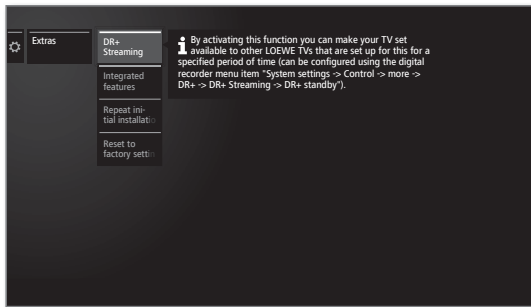 Extras
DR+
Streaming
Integrated
features
Repeat ini-
tial installatio
Reset to
factory settin
By activating this function you can make your TV set
available to other LOEWE TVs that are set up for this for a
specified period of time (can be configured using the digital
recorder menu item "System settings -> Control -> more ->
DR+ -> DR+ Streaming -> DR+ standby").